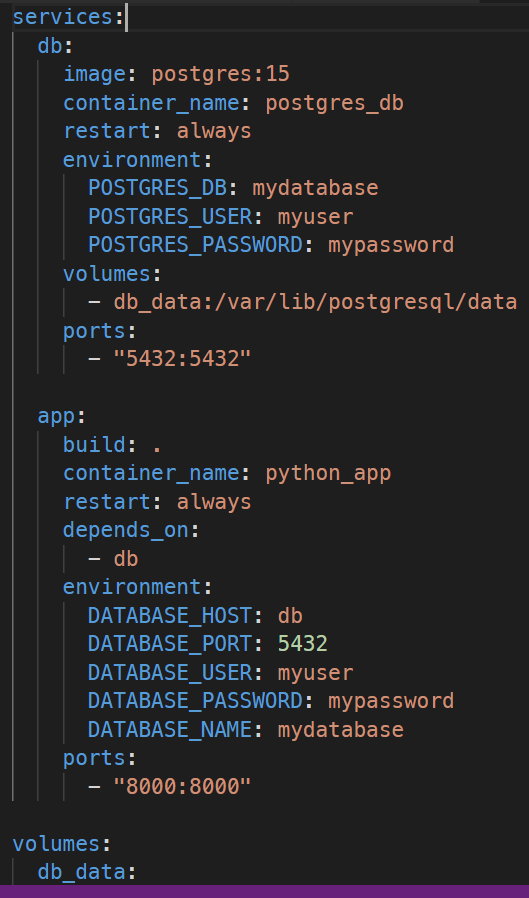 services:
  db:
    image: postgres:15
    container_name: postgres_db
    restart: always
    environment:
      POSTGRES_DB: mydatabase
      POSTGRES_USER: myuser
      POSTGRES_PASSWORD: mypassword
    volumes:
      - db_data:/var/lib/postgresql/data
    ports:
      - "5432:5432"

  app:
    build: .
    container_name: python_app
    restart: always
    depends_on:
      - db
    environment:
      DATABASE_HOST: db
      DATABASE_PORT: 5432
      DATABASE_USER: myuser
      DATABASE_PASSWORD: mypassword
      DATABASE_NAME: mydatabase
    ports:
      - "8000:8000"

volumes:
  db_data: